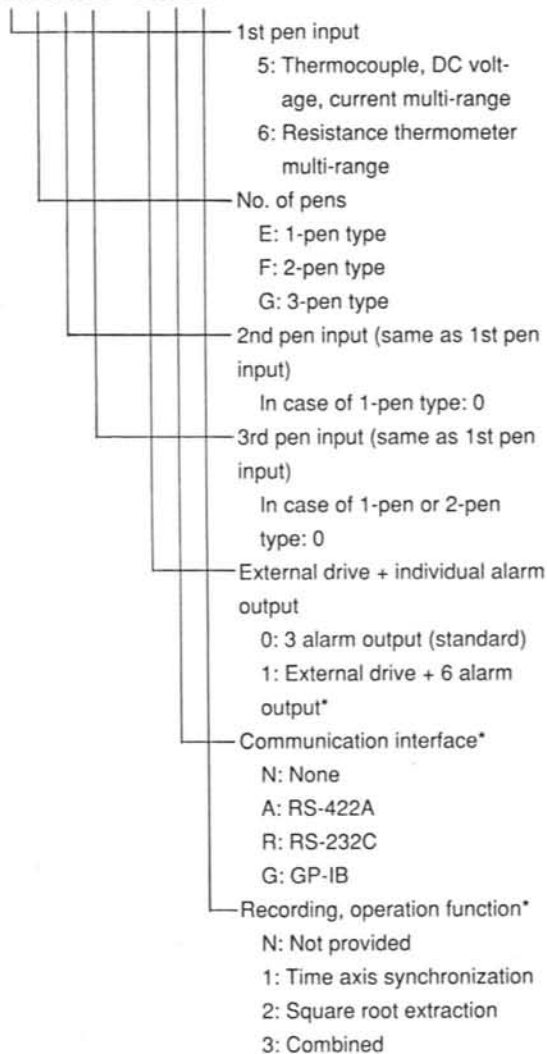 1st pen input
5: Thermocouple, DC volt-
age, current multi-range
6: Resistance thermometer
multi-range
No. of pens
E: 1-pen type
F: 2-pen type
G: 3-pen type
2nd pen input (same as 1st pen
input)
In case of 1-pen type: 0
3rd pen input (same as 1st pen
input)
In case of 1-pen or 2-pen
type: 0
External drive + individual alarm
output
0: 3 alarm output (standard)
1: External drive + 6 alarm
output*
Communication interface*
N: None
A: RS-422A
R: RS-232C
G: GP-IB
Recording, operation function*
N: Not provided
1: Time axis synchronization
2: Square root extraction
3: Combined